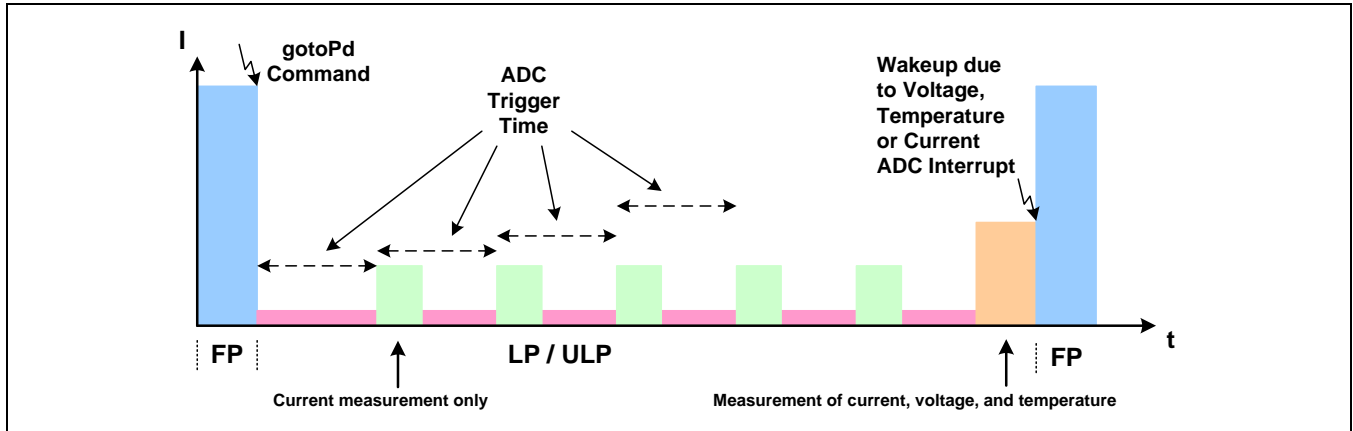 I
gotoPd
Command
ADC
Trigger
Time
Wakeup due
to Voltage,
Temperature
or Current
ADC Interrupt
t
FP
LP / ULP
FP
Current measurement only
Measurement of current, voltage, and temperature